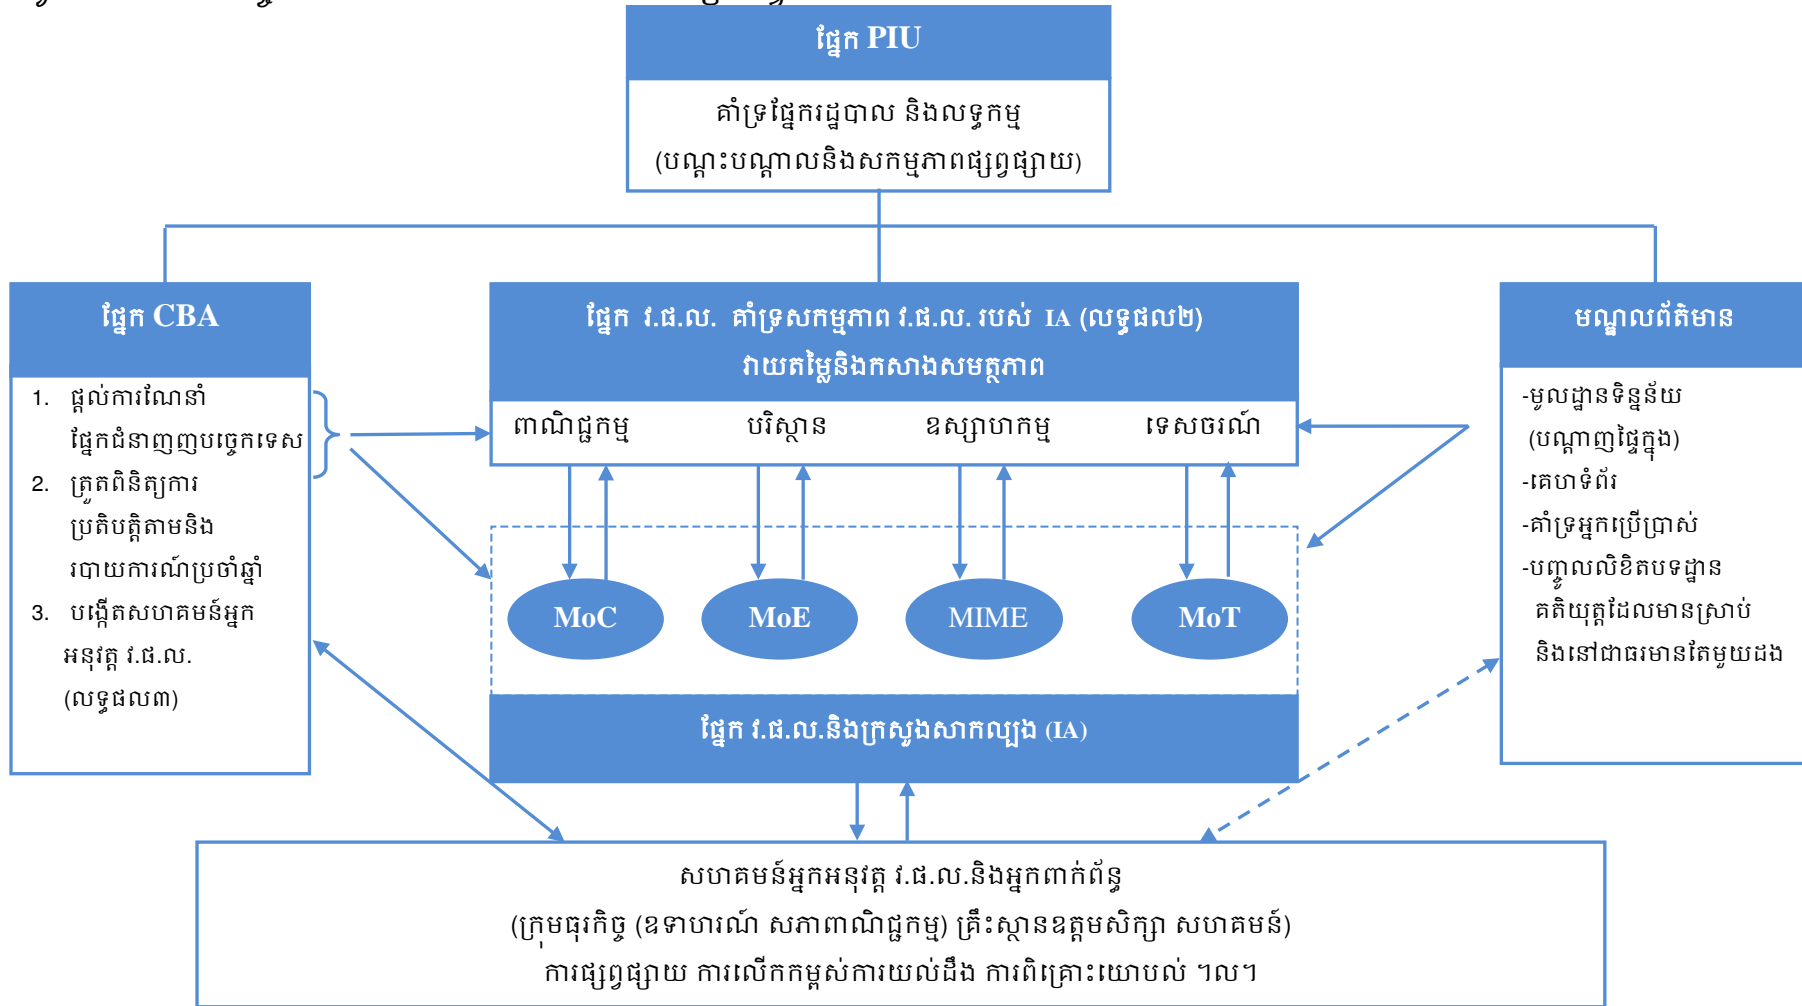 ផ្នែក PIU
គាំទ្រផ្នែករដ្ឋបាល និងលទ្ធកម្ម
(បណ្តុះបណ្តាលនិងសកម្មភាពផ្សព្វផ្សាយ)
ផ្នែក CBA
1. ផ្តល់ការណែនាំ
ផ្នែកជំនាញញបច្ចេកទេស
2. ត្រួតពិនិត្យការ
ប្រតិបត្តិតាមនិង
របាយការណ៍ប្រចាំឆ្នាំ
3. បង្កើតសហគមន៍អ្នក
អនុវត្ត វ.ផ.ល.
(លទ្ធផល៣)
ផ្នែក វ.ផ.ល. គាំទ្រសកម្មភាព វ.ផ.ល. របស់ IA (លទ្ធផល២)
វាយតម្លៃនិងកសាងសមត្ថភាព
ពាណិជ្ជកម្ម បរិស្ថាន ឧស្សាហកម្ម ទេសចរណ៍
MoC MoE MIME MoT
ផ្នែក វ.ផ.ល.និងក្រសួងសាកល្បង (IA)
មណ្ឌលព័ត៌មាន
-មូលដ្ឋានទិន្នន័យ
(បណ្តាញផ្ទៃក្នុង)
-គេហទំព័រ
-គាំទ្រអ្នកប្រើប្រាស់
-បញ្ចូលលិខិតបទដ្ឋាន
គតិយុត្តដែលមានស្រាប់
និងនៅជាធរមានតែមួយដង
សហគមន៍អ្នកអនុវត្ត វ.ផ.ល.និងអ្នកពាក់ព័ន្ធ
(ក្រុមធុរកិច្ច (ឧទាហរណ៍ សភាពាណិជ្ជកម្ម) គ្រឹះស្ថានឧត្តមសិក្សា សហគមន៍)
ការផ្សព្វផ្សាយ ការលើកកម្ពស់ការយល់ដឹង ការពិគ្រោះយោបល់ ។ល។